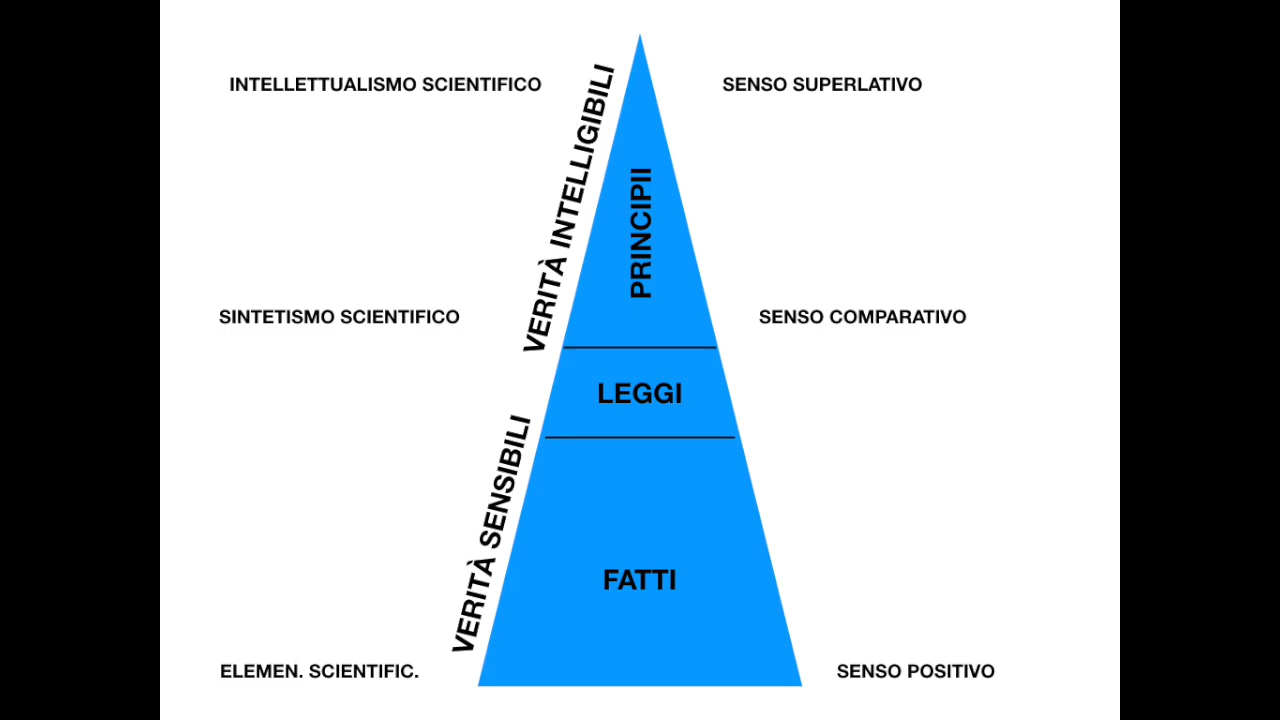 INTELLETTUALISMO SCIENTIFICO
SENSO SUPERLATIVO
VERITÀ INTELLIGIBILI
PRINCIPII
SINTETISMO SCIENTIFICO
SENSO COMPARATIVO
LEGGI
VERITÀ SENSIBILI
FATTI
ELEMEN. SCIENTIFIC.
SENSO POSITIVO